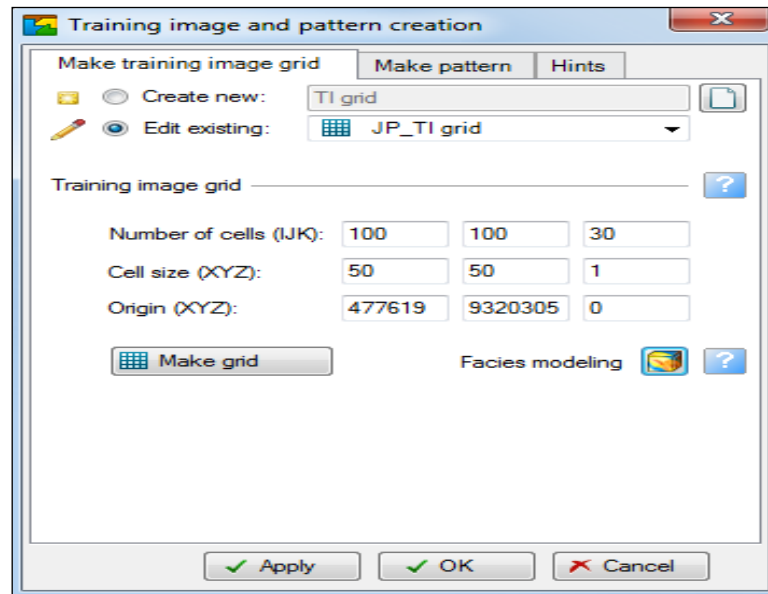 Training image and pattern creation
Make training image grid Make pattern Hints
Create new: TI grid
Edit existing: JP_TI grid
Training image grid ?
Number of cells (IJK): 100 100 30
Cell size (XYZ): 50 50 1
Origin (XYZ): 477619 9320305 0
Make grid Facies modeling ?
Apply OK Cancel